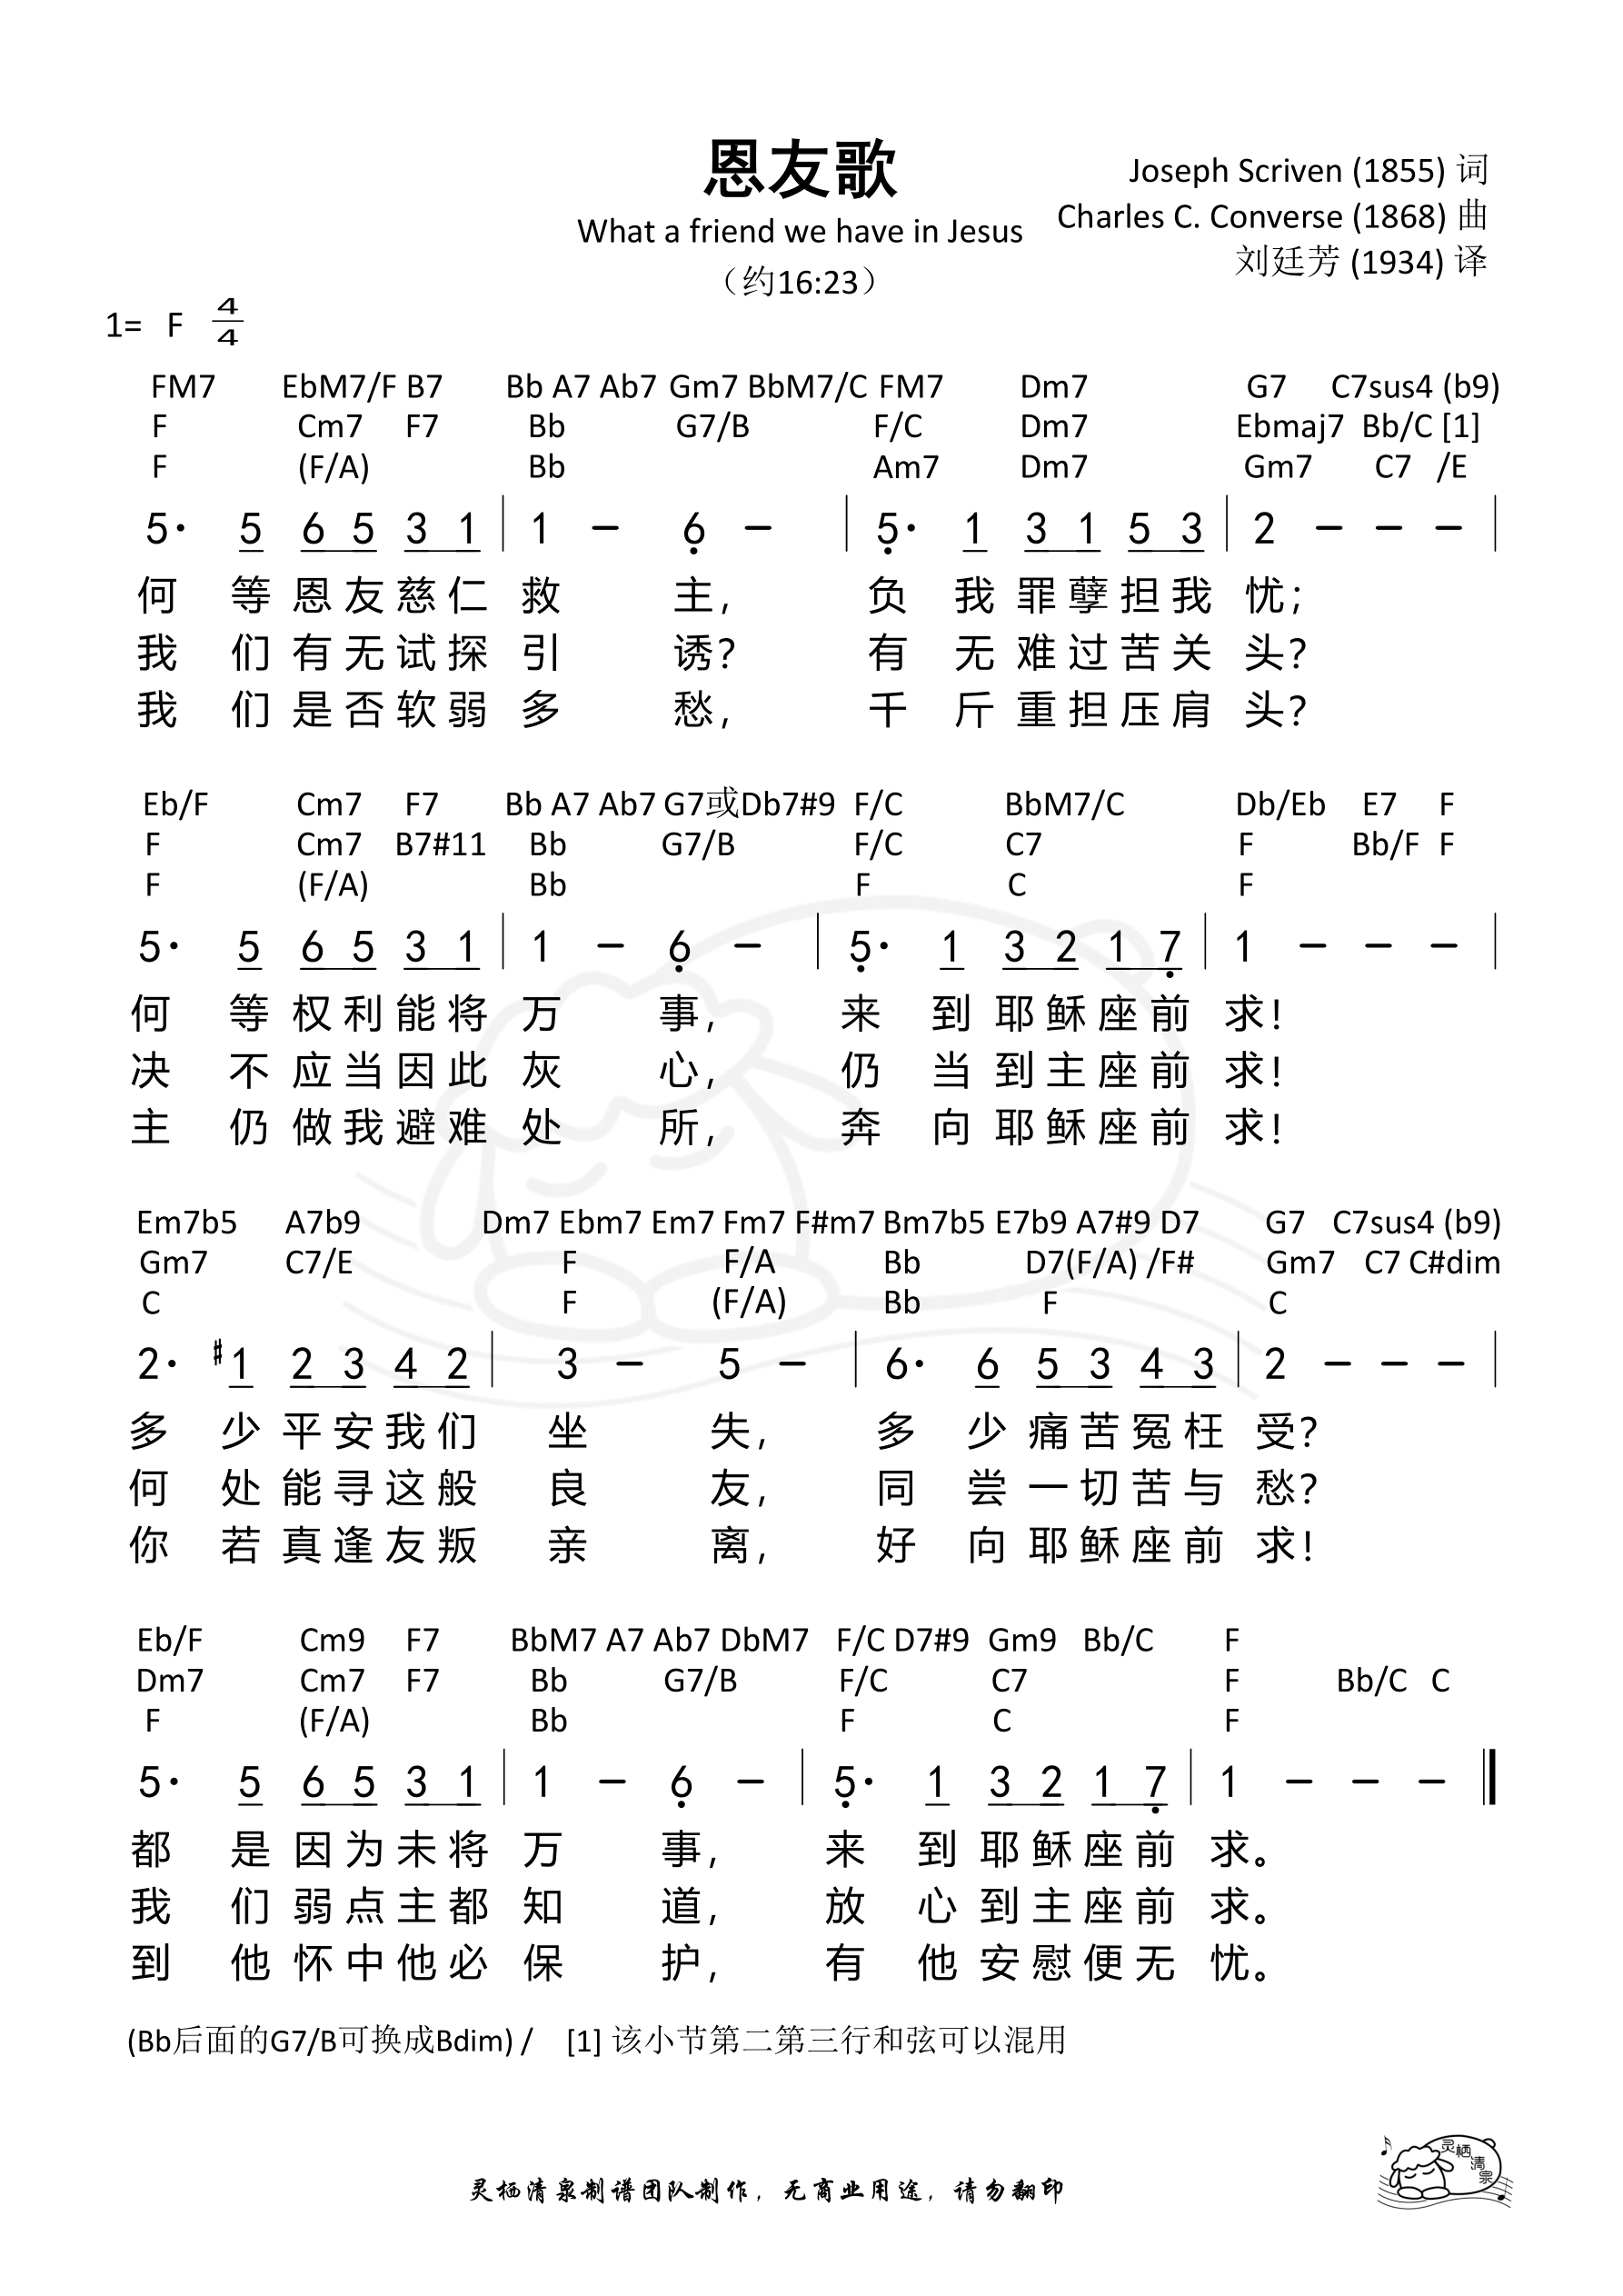 恩友歌
What a friend we have in Jesus
（约16:23）
Joseph Scriven (1855) 词
Charles C. Converse (1868) 曲
刘廷芳 (1934) 译
1= F 4/4
FM7 EbM7/F B7 Bb A7 Ab7 Gm7 BbM7/C FM7 Dm7 G7 C7sus4 (b9)
F Cm7 F7 Bb G7/B F/C Dm7 Ebmaj7 Bb/C [1]
F (F/A) Bb Am7 Dm7 Gm7 C7 /E
5· 5 6 5 3 1 | 1 – 6̣ – | 5̣· 1 3 1 5 3 | 2 – – – |
何等恩友慈仁救主，负我罪孽担我忧；
我们有无试探引诱？有无难过苦关头？
我们是否软弱多愁，千斤重担压肩头？
Eb/F Cm7 F7 Bb A7 Ab7 G7或Db7#9 F/C BbM7/C Db/Eb E7 F
F Cm7 B7#11 Bb G7/B F/C C7 F Bb/F F
F (F/A) Bb F C F
5· 5 6 5 3 1 | 1 – 6̣ – | 5̣· 1 3 2 1 7̣ | 1 – – – |
何等权利能将万事，来到耶稣座前求！
决不应当因此灰心，仍当到主座前求！
主仍做我避难处所，奔向耶稣座前求！
Em7b5 A7b9 Dm7 Ebm7 Em7 Fm7 F#m7 Bm7b5 E7b9 A7#9 D7 G7 C7sus4 (b9)
Gm7 C7/E F F/A Bb D7(F/A) /F# Gm7 C7 C#dim
C F (F/A) Bb F C
2· #1 2 3 4 2 | 3 – 5 – | 6· 6 5 3 4 3 | 2 – – – |
多少平安我们坐失，多少痛苦冤枉受？
何处能寻这般良友，同尝一切苦与愁？
你若真逢友叛亲离，好向耶稣座前求！
Eb/F Cm9 F7 BbM7 A7 Ab7 DbM7 F/C D7#9 Gm9 Bb/C F
Dm7 Cm7 F7 Bb G7/B F/C C7 F Bb/C C
F (F/A) Bb F C F
5· 5 6 5 3 1 | 1 – 6̣ – | 5̣· 1 3 2 1 7̣ | 1 – – – ‖
都是因为未将万事，来到耶稣座前求。
我们弱点主都知道，放心到主座前求。
到他怀中他必保护，有他安慰便无忧。
(Bb后面的G7/B可换成Bdim) / [1] 该小节第二第三行和弦可以混用
灵栖清泉制谱团队制作，无商业用途，请勿翻印
灵栖清泉